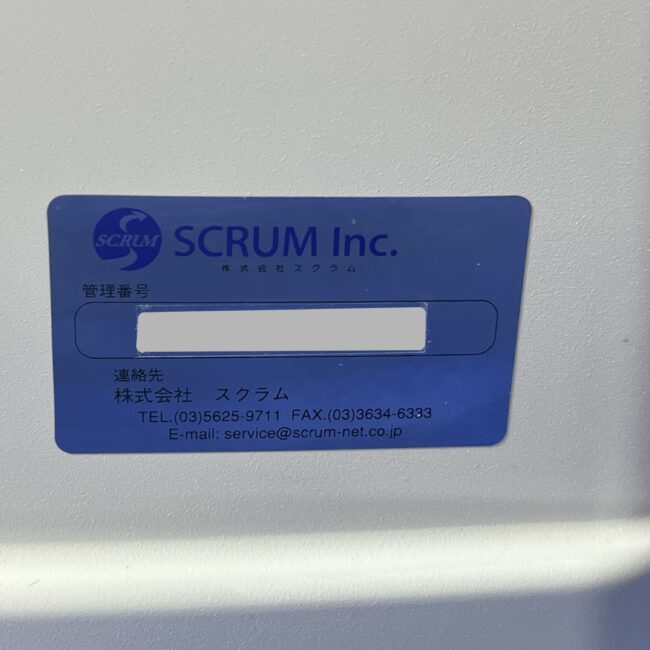 SCRUM
SCRUM Inc.
株式会社スクラム
管理番号
連絡先
株式会社 スクラム
TEL.(03)5625-9711 FAX.(03)3634-6333
E-mail: service@scrum-net.co.jp